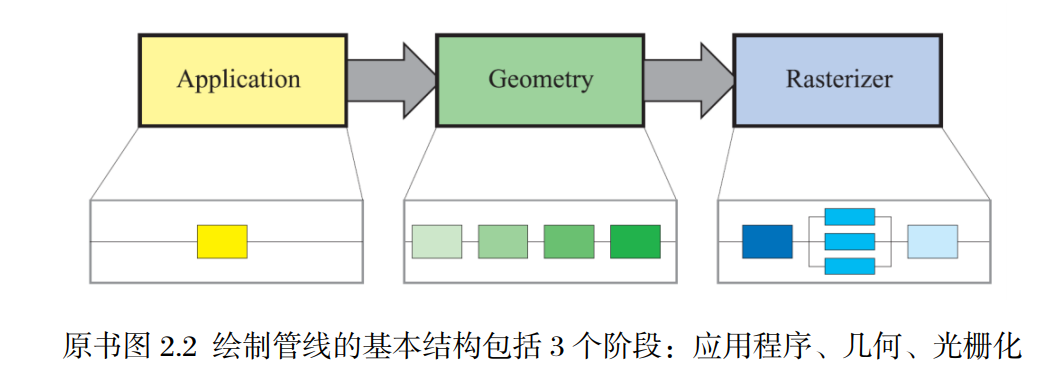 Application
Geometry
Rasterizer
原书图 2.2 绘制管线的基本结构包括 3 个阶段：应用程序、几何、光栅化